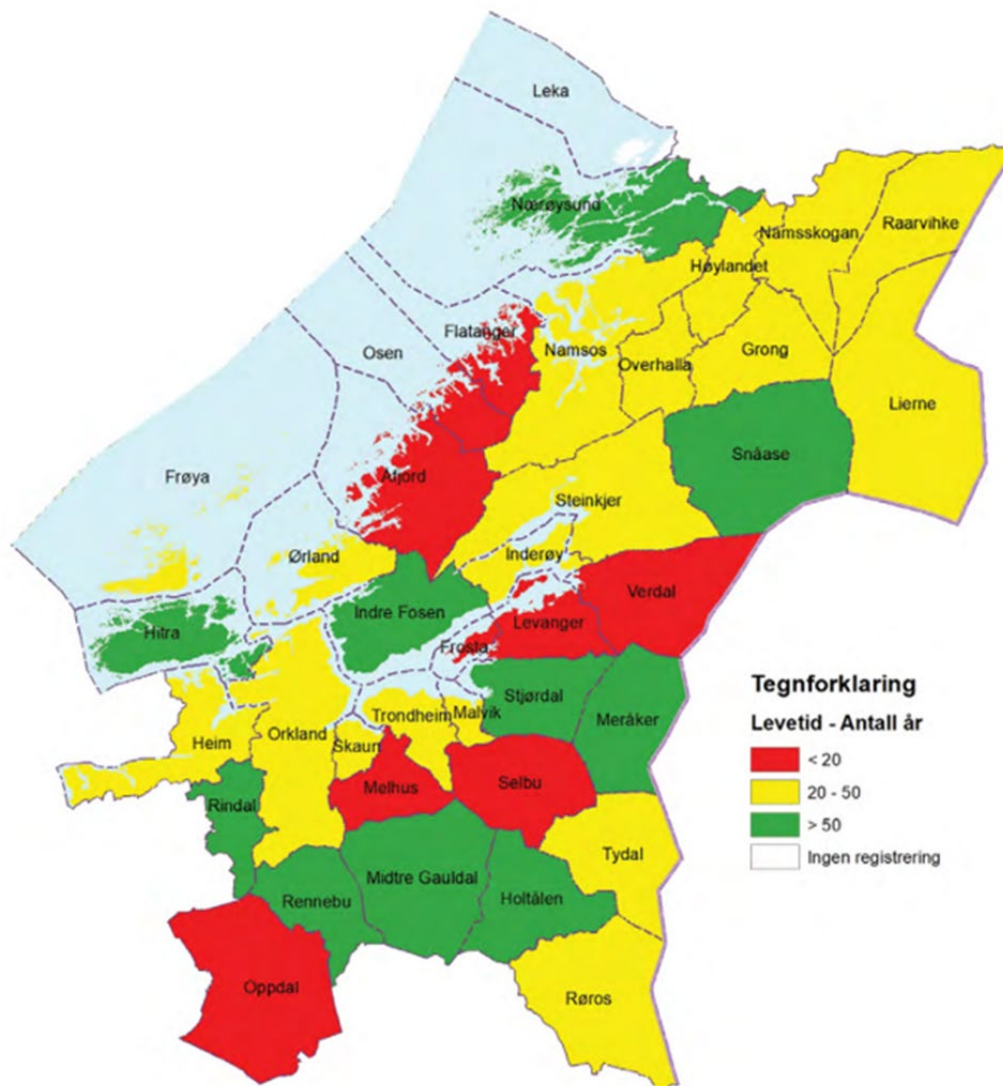 Leka
Nærøysund
Namsskogan
Raarvihke
Høylandet
Flatanger
Osen
Namsos
Overhalla
Grong
Lierne
Snåase
Frøya
Åfjord
Steinkjer
Ørland
Inderøy
Verdal
Indre Fosen
Levanger
Hitra
Frosta
Stjørdal
Meråker
Trondheim
Malvik
Orkland
Skaun
Heim
Melhus
Selbu
Rindal
Tydal
Midtre Gauldal
Rennebu
Holtålen
Oppdal
Røros
Tegnforklaring
Levetid - Antall år
< 20
20 - 50
> 50
Ingen registrering